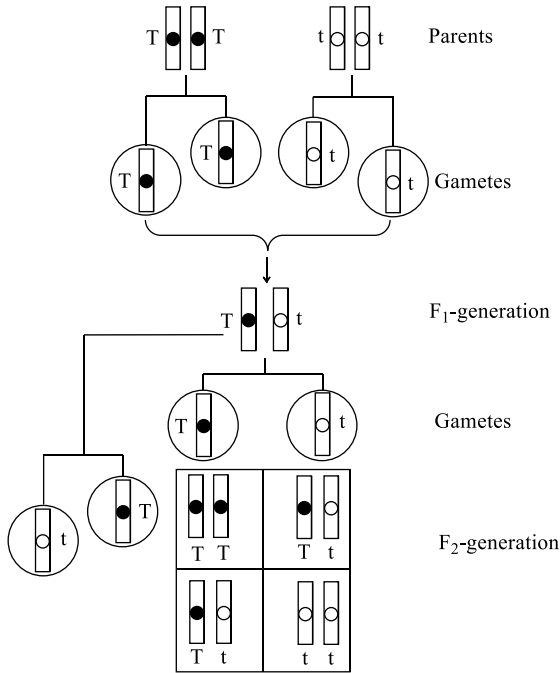 T T t t Parents
T t
T t Gametes
T t F₁-generation
T t Gametes
t T
T T T t
F₂-generation
T t t t